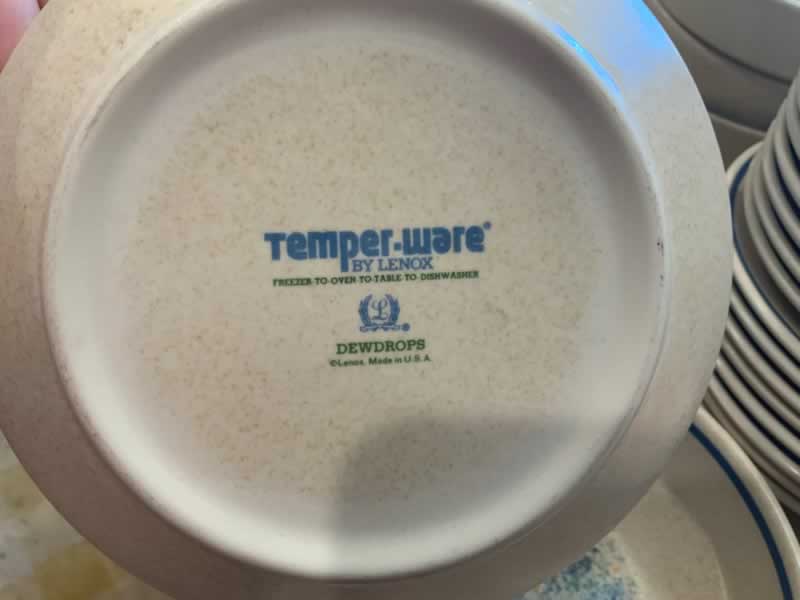 Temper-ware®
BY LENOX
FREEZER-TO-OVEN-TO-TABLE-TO-DISHWASHER
L ®
DEWDROPS
©Lenox, Made in U.S.A.